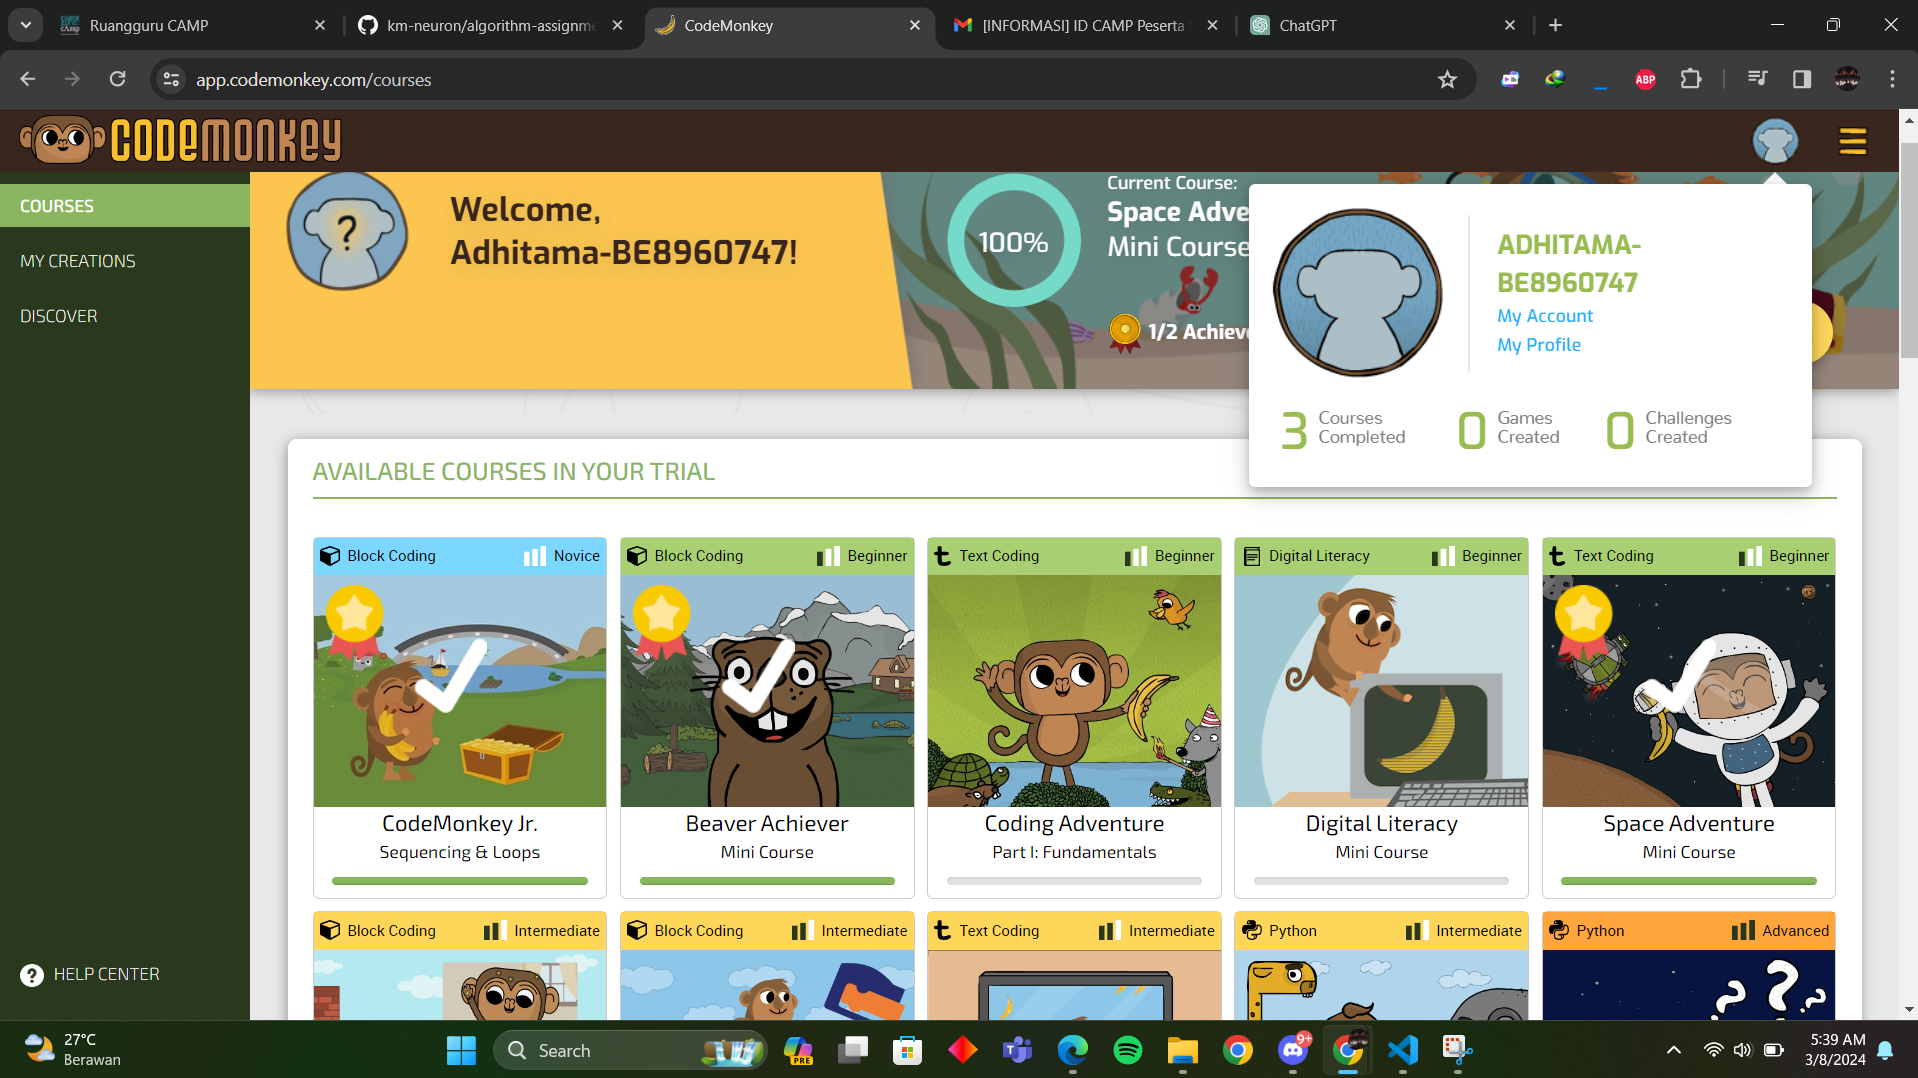 Ruangguru CAMP
km-neuron/algorithm-assignme
CodeMonkey
[INFORMASI] ID CAMP Peserta
ChatGPT
app.codemonkey.com/courses
ABP
CODEMONKEY
COURSES
MY CREATIONS
DISCOVER
HELP CENTER
?
Welcome,
Adhitama-BE8960747!
100%
Current Course:
Space Adve
Mini Course
1/2 Achieve
ADHITAMA-
BE8960747
My Account
My Profile
3 Courses
Completed
0 Games
Created
0 Challenges
Created
AVAILABLE COURSES IN YOUR TRIAL
Block Coding Novice
CodeMonkey Jr.
Sequencing & Loops
Block Coding Beginner
Beaver Achiever
Mini Course
Text Coding Beginner
Coding Adventure
Part I: Fundamentals
Digital Literacy Beginner
Digital Literacy
Mini Course
Text Coding Beginner
Space Adventure
Mini Course
Block Coding Intermediate
Block Coding Intermediate
Text Coding Intermediate
Python Intermediate
Python Advanced
? ? ?
27°C
Berawan
Search
PRE
9+
5:39 AM
3/8/2024